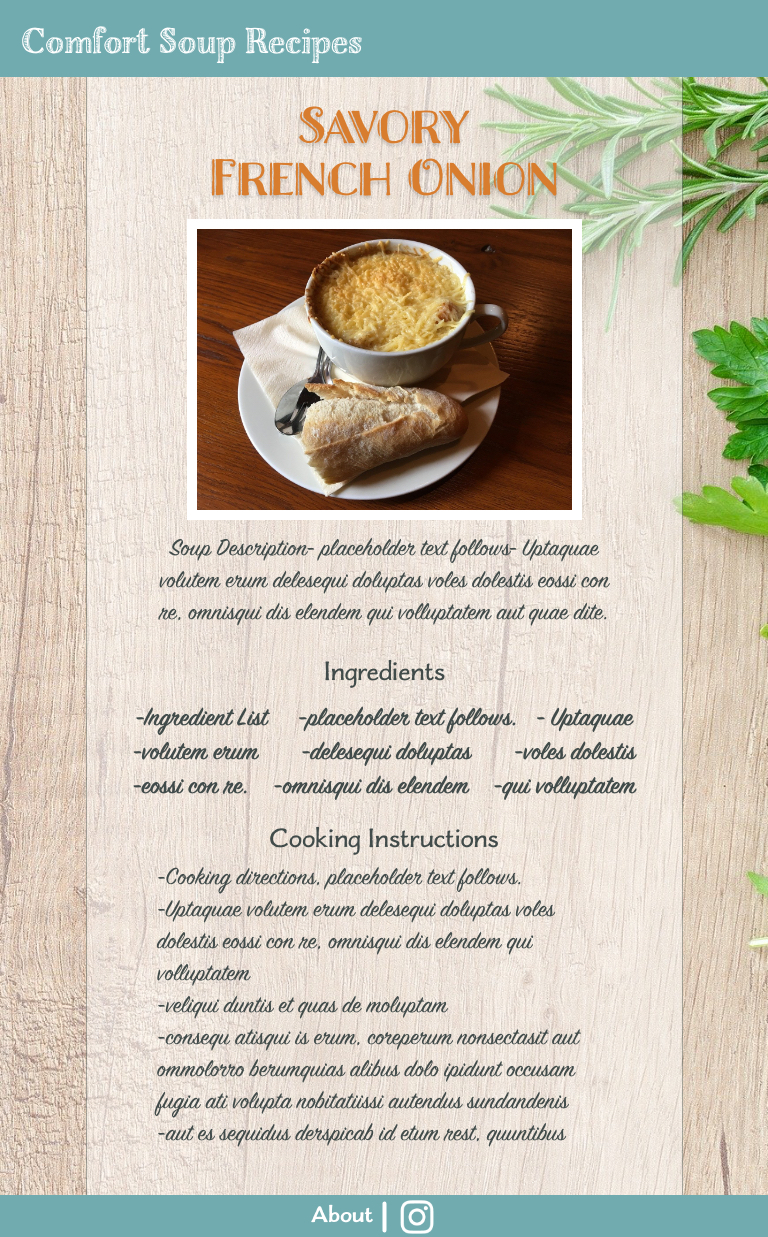 Comfort Soup Recipes
Savory
French Onion
Soup Description- placeholder text follows- Uptaquae
volutem erum delesequi doluptas voles dolestis eossi con
re, omnisqui dis elendem qui volluptatem aut quae dite.
Ingredients
-Ingredient List -placeholder text follows. - Uptaquae
-volutem erum -delesequi doluptas -voles dolestis
-eossi con re. -omnisqui dis elendem -qui volluptatem
Cooking Instructions
-Cooking directions, placeholder text follows.
-Uptaquae volutem erum delesequi doluptas voles
dolestis eossi con re, omnisqui dis elendem qui
volluptatem
-veliqui duntis et quas de moluptam
-consequ atisqui is erum, coreperum nonsectasit aut
ommolorro berumquias alibus dolo ipidunt occusam
fugia ati volupta nobitatiissi autendus sundandenis
-aut es sequidus derspicab id etum rest, quuntibus
About |